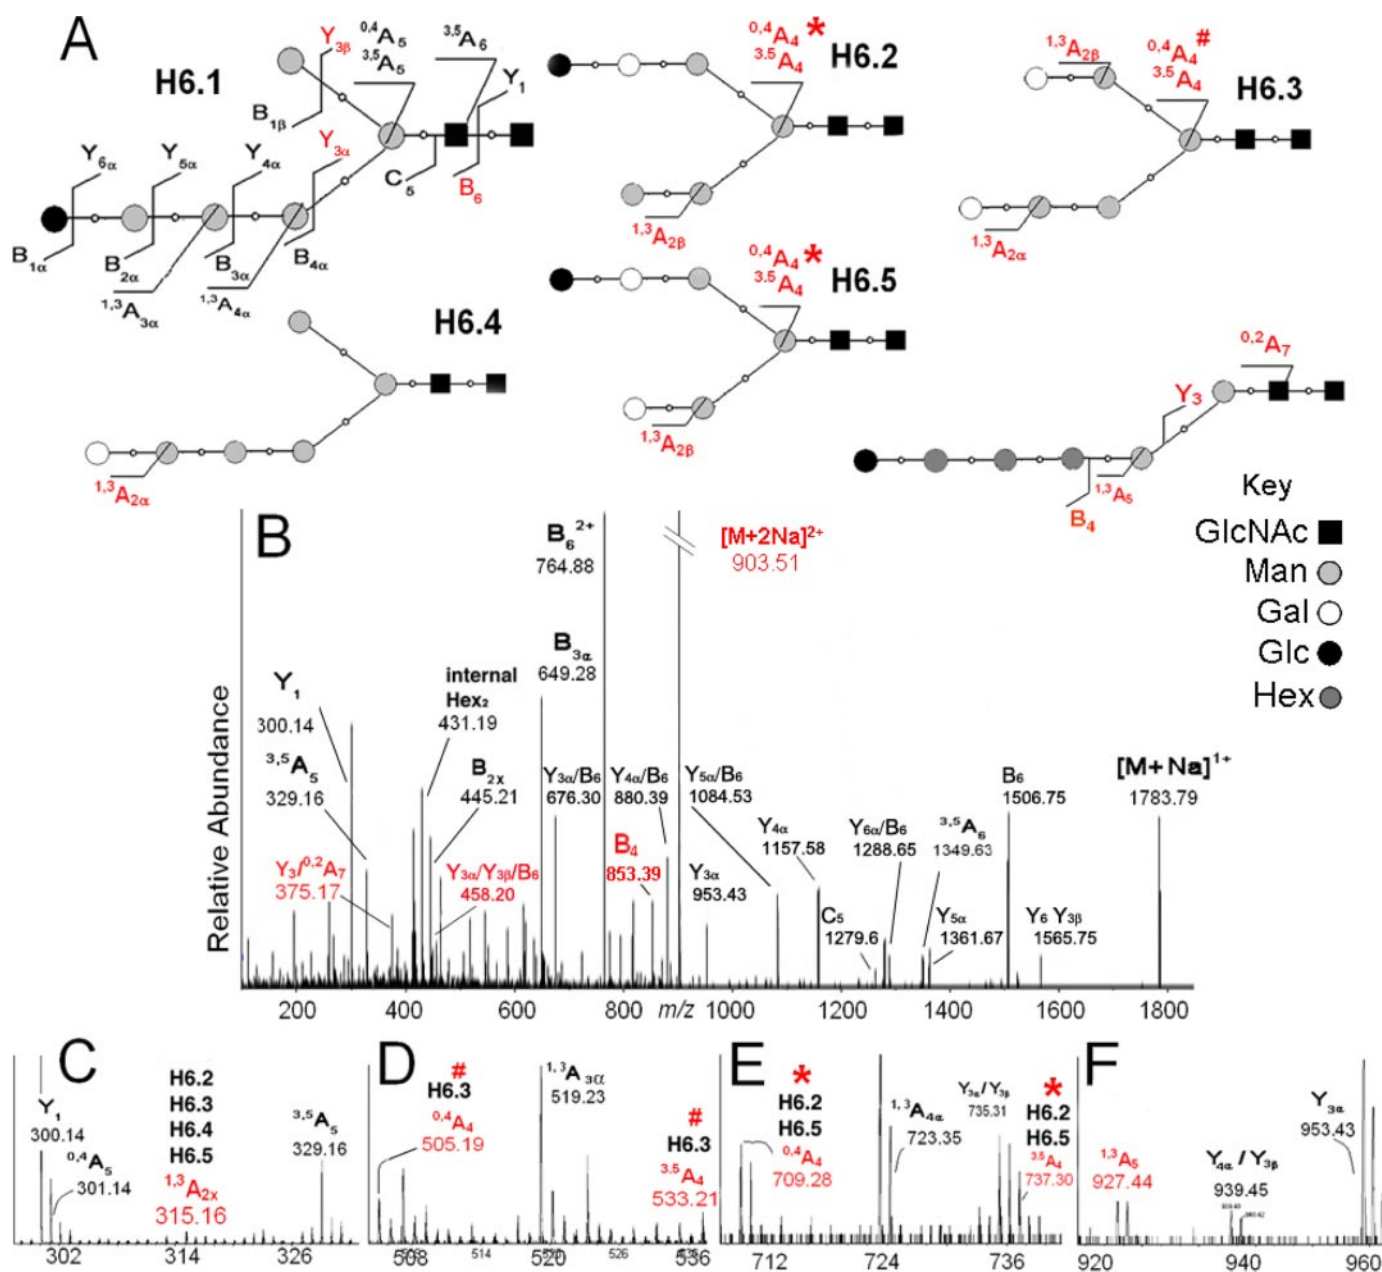 A
H6.1
Y3β
0,4A5
3,5A5
3,5A6
Y1
B1β
Y3α
C5
B6
Y6α
Y5α
Y4α
B1α
B2α
B3α
B4α
1,3A3α
1,3A4α
0,4A4 *
3,5A4
H6.2
1,3A2β
1,3A2β
0,4A4 #
3,5A4
H6.3
1,3A2α
H6.4
1,3A2α
0,4A4 *
3,5A4
H6.5
1,3A2β
0,2A7
Y3
1,3A5
B4
Key
GlcNAc
Man
Gal
Glc
Hex
B
Relative Abundance
Y1
300.14
3,5A5
329.16
Y3/0,2A7
375.17
internal
Hex2
431.19
B2x
445.21
Y3α/Y3β/B6
458.20
B6 2+
764.88
B3α
649.28
Y3α/B6
676.30
B4
853.39
Y4α/B6
880.39
[M+2Na]2+
903.51
Y5α/B6
1084.53
Y3α
953.43
Y4α
1157.58
C5
1279.6
Y6α/B6
1288.65
3,5A6
1349.63
Y5α
1361.67
B6
1506.75
Y6 Y3β
1565.75
[M+Na]1+
1783.79
200 400 600 800 m/z 1000 1200 1400 1600 1800
C
Y1
300.14
0,4A5
301.14
H6.2
H6.3
H6.4
H6.5
1,3A2x
315.16
3,5A5
329.16
302 314 326
D
#
H6.3
0,4A4
505.19
1,3A3α
519.23
#
H6.3
3,5A4
533.21
508 514 520 526 536
E
*
H6.2
H6.5
0,4A4
709.28
1,3A4α
723.35
Y3α/Y3β
735.31
*
H6.2
H6.5
3,5A4
737.30
712 724 736
F
1,3A5
927.44
Y4α/Y3β
939.45
Y3α
953.43
920 940 960